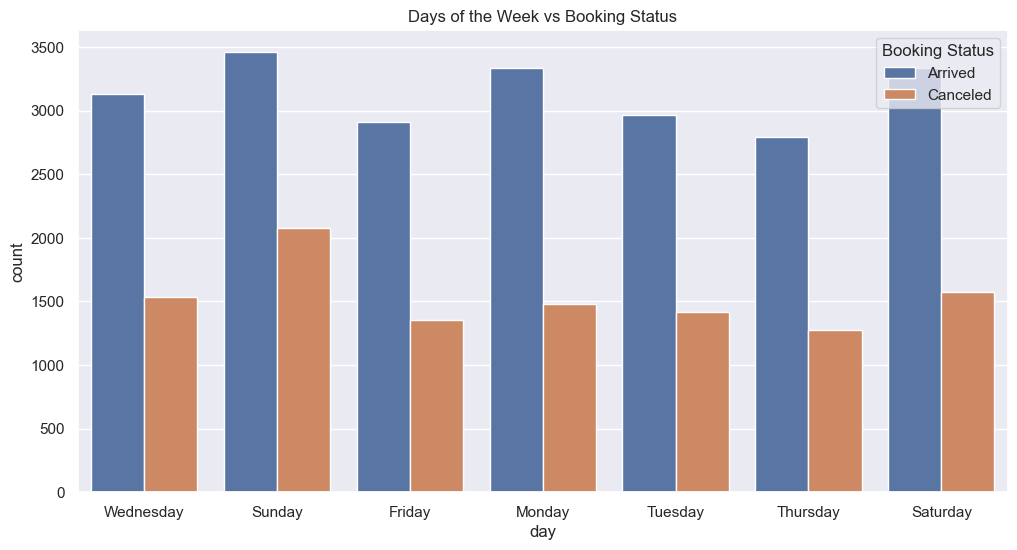 Days of the Week vs Booking Status
Booking Status
Arrived
Canceled
count
3500
3000
2500
2000
1500
1000
500
0
Wednesday Sunday Friday Monday Tuesday Thursday Saturday
day